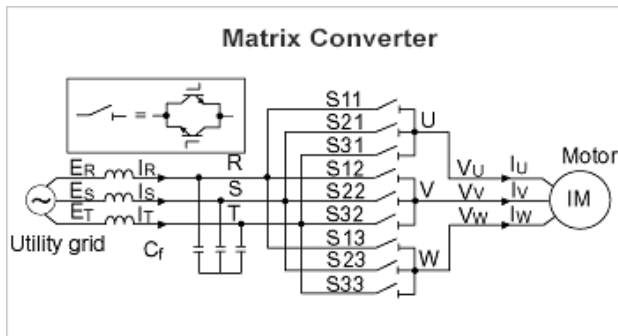 Matrix Converter
S11
S21
U
S31
ER IR R S12 VU IU Motor
ES IS S S22 V VV IV IM
ET IT T S32 VW IW
Utility grid Cf S13
S23 W
S33
=